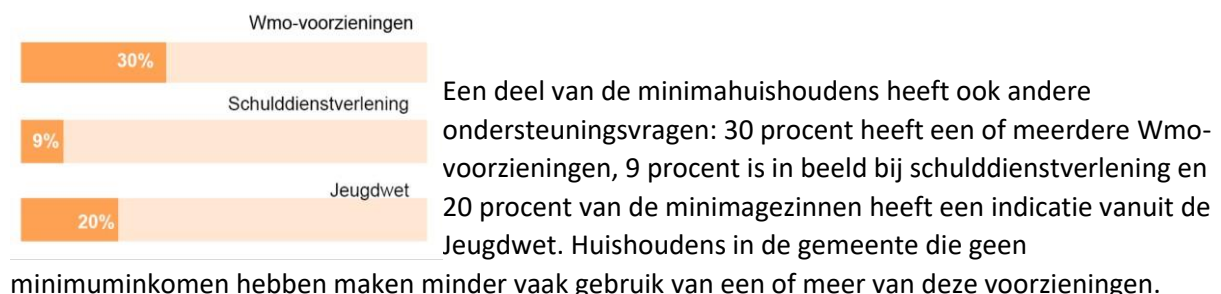 Wmo-voorzieningen
30%
Schulddienstverlening
9%
Jeugdwet
20%
Een deel van de minimahuishoudens heeft ook andere
ondersteuningsvragen: 30 procent heeft een of meerdere Wmo-
voorzieningen, 9 procent is in beeld bij schulddienstverlening en
20 procent van de minimagezinnen heeft een indicatie vanuit de
Jeugdwet. Huishoudens in de gemeente die geen
minimuminkomen hebben maken minder vaak gebruik van een of meer van deze voorzieningen.